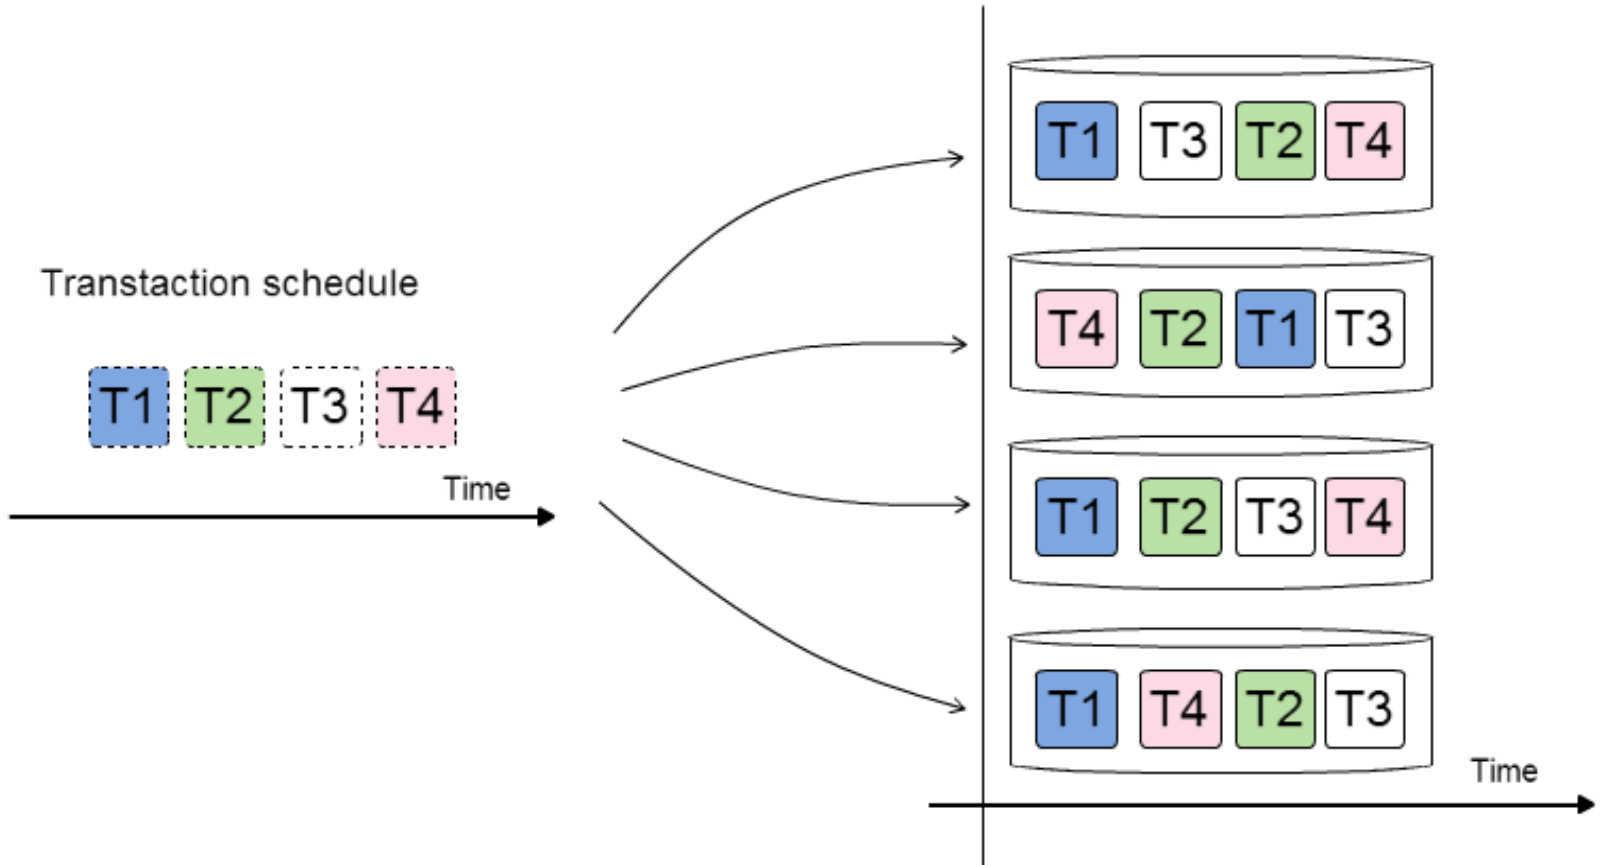 Transtaction schedule
T1 T2 T3 T4
Time
T1 T3 T2 T4
T4 T2 T1 T3
T1 T2 T3 T4
T1 T4 T2 T3
Time